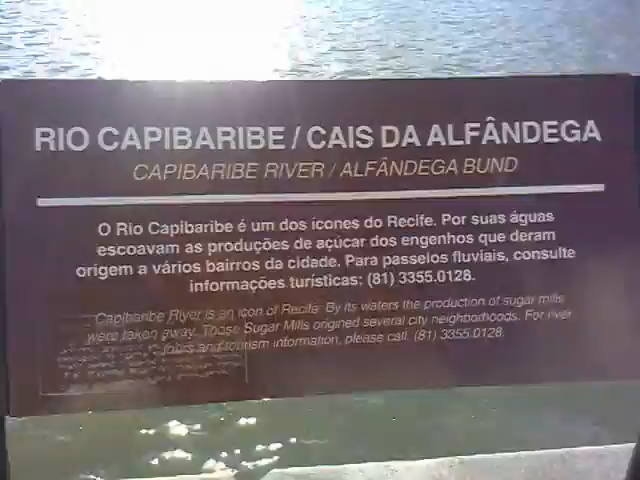 RIO CAPIBARIBE / CAIS DA ALFÂNDEGA
CAPIBARIBE RIVER / ALFÂNDEGA BUND
O Rio Capibaribe é um dos ícones do Recife. Por suas águas
escoavam as produções de açúcar dos engenhos que deram
origem a vários bairros da cidade. Para passeios fluviais, consulte
informações turísticas: (81) 3355.0128.
Capibaribe River is an icon of Recife. By its waters the production of sugar mills
were taken away. Those Sugar Mills origined several city neighborhoods. For river
tours and tourism information, please call. (81) 3355.0128.